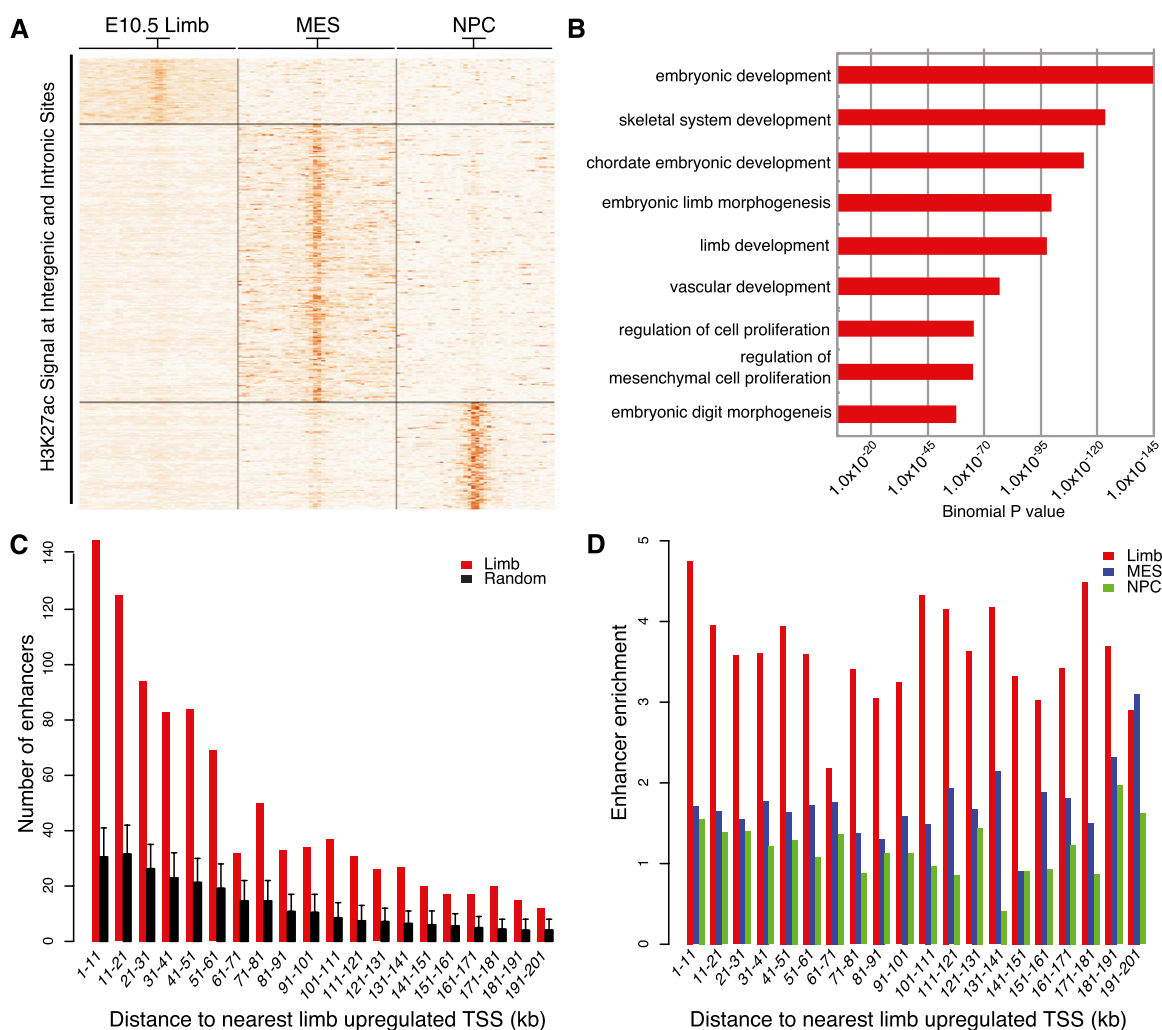 A
E10.5 Limb
MES
NPC
H3K27ac Signal at Intergenic and Intronic Sites
B
embryonic development
skeletal system development
chordate embryonic development
embryonic limb morphogenesis
limb development
vascular development
regulation of cell proliferation
regulation of
mesenchymal cell proliferation
embryonic digit morphogeneis
1.0x10-20
1.0x10-45
1.0x10-70
1.0x10-95
1.0x10-120
1.0x10-145
Binomial P value
C
Number of enhancers
0
20
40
60
80
100
120
140
Limb
Random
1-11
11-21
21-31
31-41
41-51
51-61
61-71
71-81
81-91
91-101
101-111
111-121
121-131
131-141
141-151
151-161
161-171
171-181
181-191
191-201
Distance to nearest limb upregulated TSS (kb)
D
Enhancer enrichment
0
1
2
3
4
5
Limb
MES
NPC
1-11
11-21
21-31
31-41
41-51
51-61
61-71
71-81
81-91
91-101
101-111
111-121
121-131
131-141
141-151
151-161
161-171
171-181
181-191
191-201
Distance to nearest limb upregulated TSS (kb)